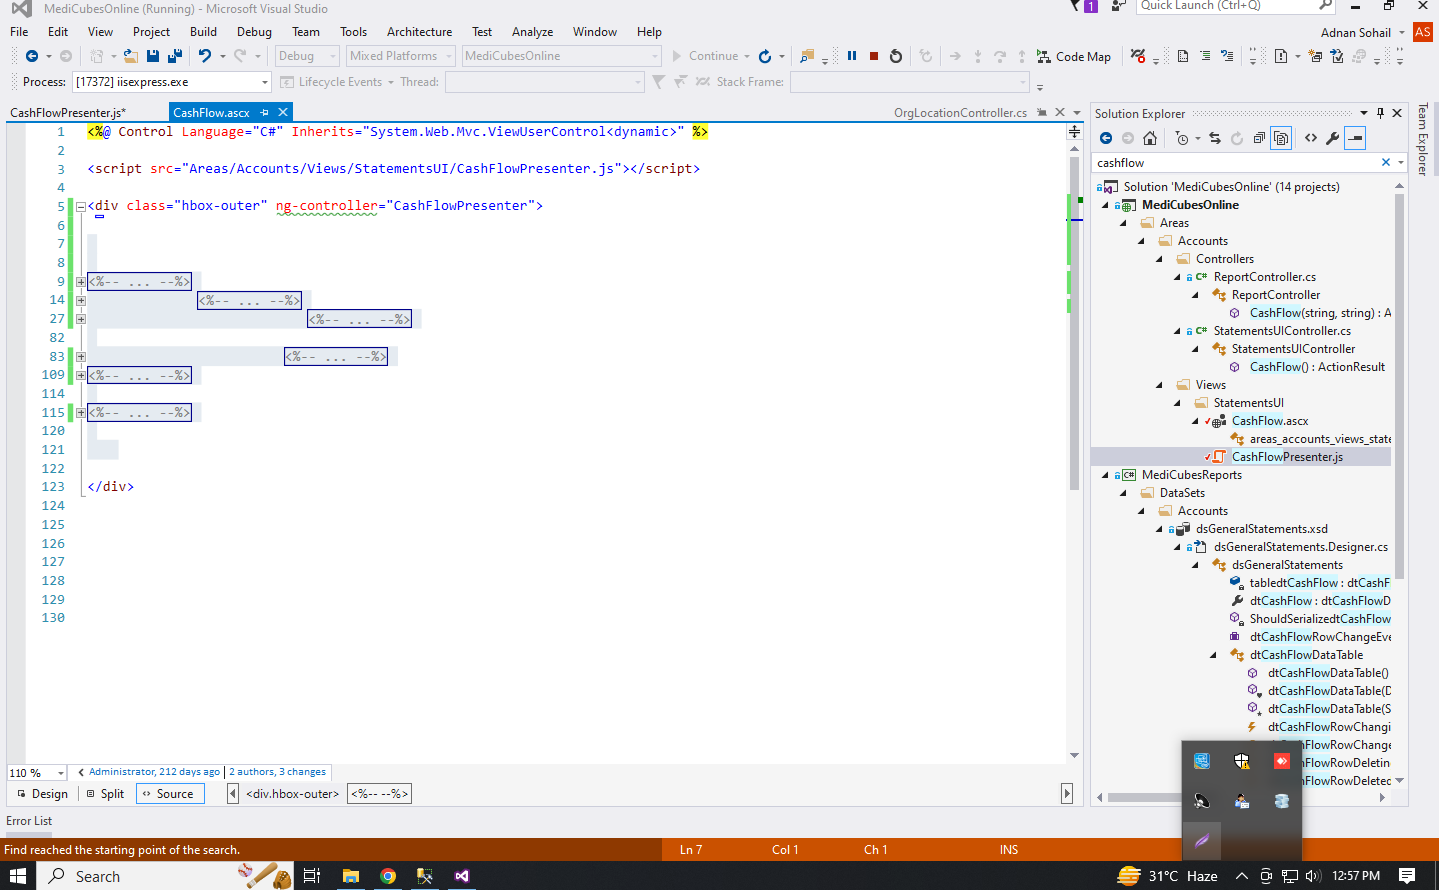 MediCubesOnline (Running) - Microsoft Visual Studio
1
Quick Launch (Ctrl+Q)
File Edit View Project Build Debug Team Tools Architecture Test Analyze Window Help
Adnan Sohail AS
Debug Mixed Platforms MediCubesOnline Continue Code Map
Process: [17372] iisexpress.exe Lifecycle Events Thread: Stack Frame:
CashFlowPresenter.js* CashFlow.ascx OrgLocationController.cs
1 <%@ Control Language="C#" Inherits="System.Web.Mvc.ViewUserControl<dynamic>" %>
2
3 <script src="Areas/Accounts/Views/StatementsUI/CashFlowPresenter.js"></script>
4
5 <div class="hbox-outer" ng-controller="CashFlowPresenter">
6
7
8
9 <%-- ... --%>
14 <%-- ... --%>
27 <%-- ... --%>
82
83 <%-- ... --%>
109 <%-- ... --%>
114
115 <%-- ... --%>
120
121
122
123 </div>
124
125
126
127
128
129
130
110 % Administrator, 212 days ago | 2 authors, 3 changes
Design Split Source <div.hbox-outer> <%-- --%>
Error List
Find reached the starting point of the search. Ln 7 Col 1 Ch 1 INS
Solution Explorer
cashflow
Solution 'MediCubesOnline' (14 projects)
MediCubesOnline
Areas
Accounts
Controllers
C# ReportController.cs
ReportController
CashFlow(string, string) : A
C# StatementsUIController.cs
StatementsUIController
CashFlow() : ActionResult
Views
StatementsUI
CashFlow.ascx
areas_accounts_views_state
CashFlowPresenter.js
C# MediCubesReports
DataSets
Accounts
dsGeneralStatements.xsd
dsGeneralStatements.Designer.cs
dsGeneralStatements
tabledtCashFlow : dtCashF
dtCashFlow : dtCashFlowD
ShouldSerializedtCashFlow
dtCashFlowRowChangeEve
dtCashFlowDataTable
dtCashFlowDataTable()
dtCashFlowDataTable(D
dtCashFlowDataTable(S
dtCashFlowRowChangi
CashFlowRowChange
CashFlowRowDeletin
CashFlowRowDeleted
Team Explorer
Search
31°C Haze
12:57 PM